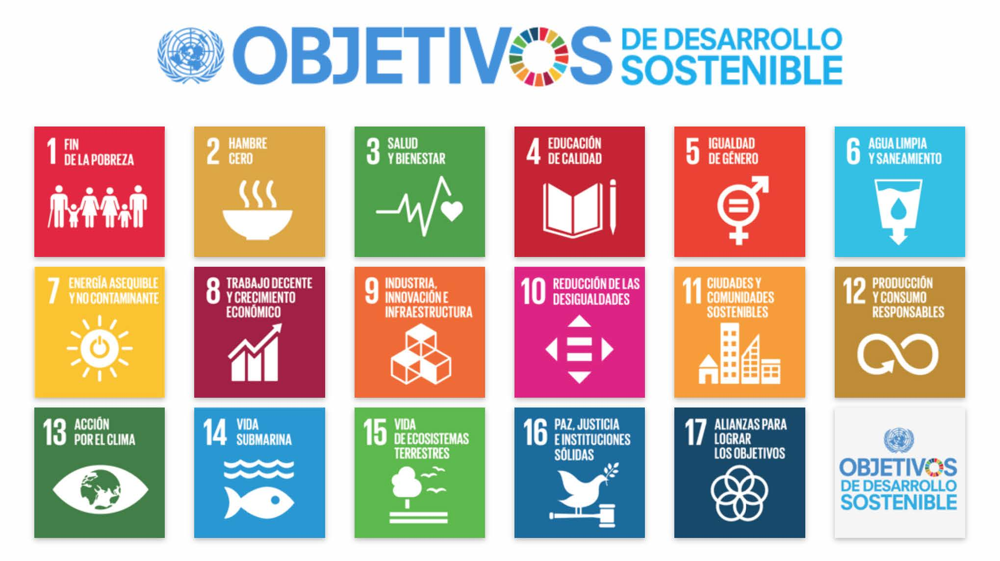 OBJETIVOS DE DESARROLLO
SOSTENIBLE
1 FIN
DE LA POBREZA
2 HAMBRE
CERO
3 SALUD
Y BIENESTAR
4 EDUCACIÓN
DE CALIDAD
5 IGUALDAD
DE GÉNERO
6 AGUA LIMPIA
Y SANEAMIENTO
7 ENERGÍA ASEQUIBLE
Y NO CONTAMINANTE
8 TRABAJO DECENTE
Y CRECIMIENTO
ECONÓMICO
9 INDUSTRIA,
INNOVACIÓN E
INFRAESTRUCTURA
10 REDUCCIÓN DE LAS
DESIGUALDADES
11 CIUDADES Y
COMUNIDADES
SOSTENIBLES
12 PRODUCCIÓN
Y CONSUMO
RESPONSABLES
13 ACCIÓN
POR EL CLIMA
14 VIDA
SUBMARINA
15 VIDA
DE ECOSISTEMAS
TERRESTRES
16 PAZ, JUSTICIA
E INSTITUCIONES
SÓLIDAS
17 ALIANZAS PARA
LOGRAR
LOS OBJETIVOS
OBJETIVOS
DE DESARROLLO
SOSTENIBLE